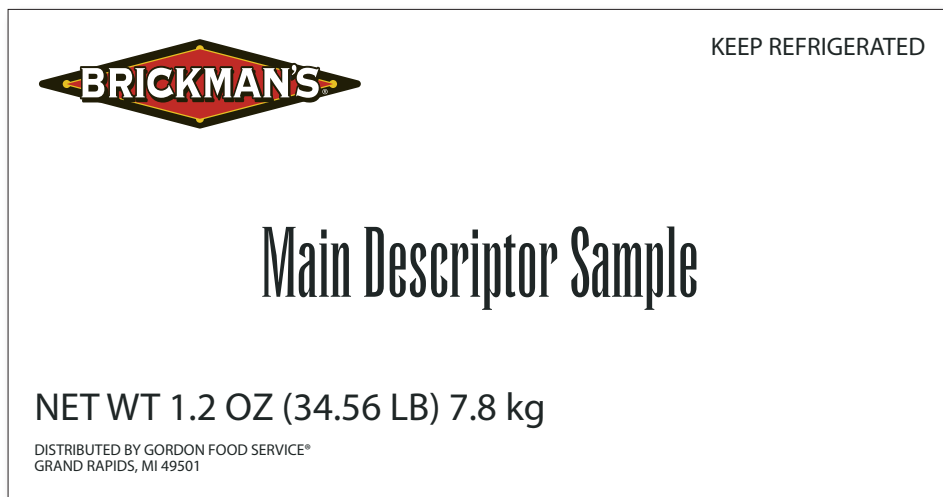 BRICKMAN'S®
KEEP REFRIGERATED
Main Descriptor Sample
NET WT 1.2 OZ (34.56 LB) 7.8 kg
DISTRIBUTED BY GORDON FOOD SERVICE®
GRAND RAPIDS, MI 49501